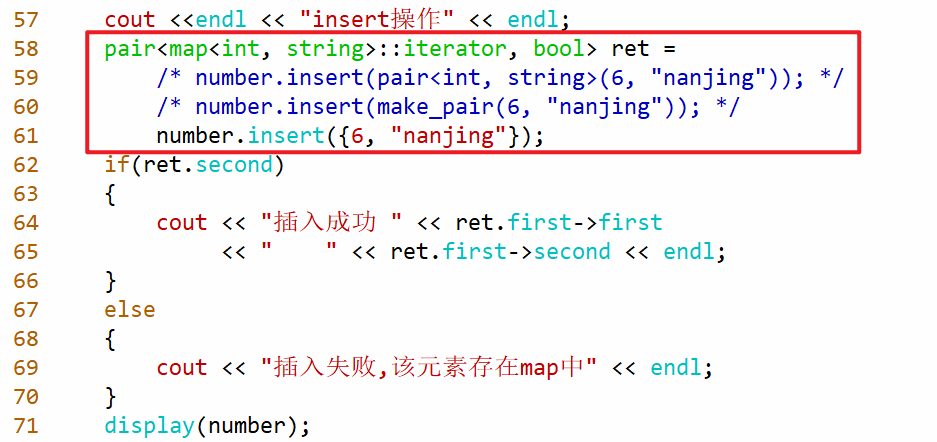 57 cout <<endl << "insert操作" << endl;
58 pair<map<int, string>::iterator, bool> ret =
59 /* number.insert(pair<int, string>(6, "nanjing")); */
60 /* number.insert(make_pair(6, "nanjing")); */
61 number.insert({6, "nanjing"});
62 if(ret.second)
63 {
64 cout << "插入成功 " << ret.first->first
65 << "    " << ret.first->second << endl;
66 }
67 else
68 {
69 cout << "插入失败,该元素存在map中" << endl;
70 }
71 display(number);